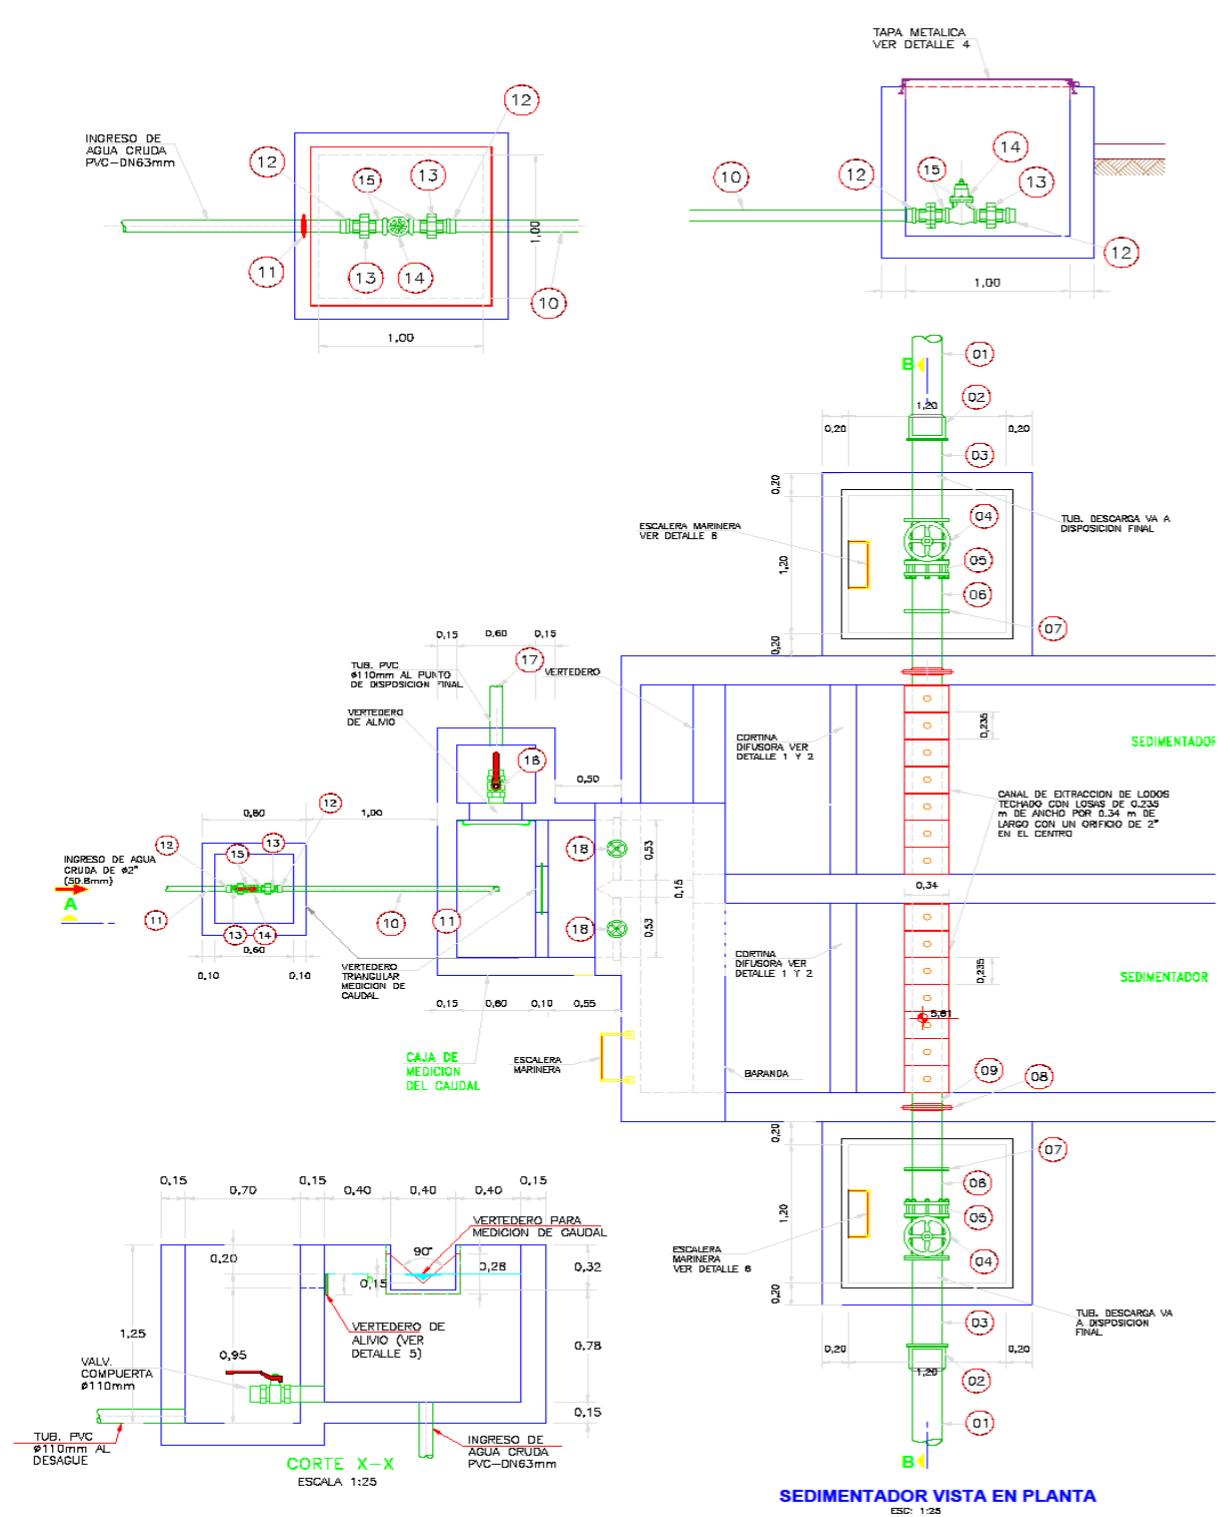 TAPA METALICA
VER DETALLE 4
INGRESO DE
AGUA CRUDA
PVC-DN63mm
12
12
15
13
11
13
14
10
1,00
1,00
10
12
15
14
13
12
1,00
B
01
1,20
02
0,20
0,20
03
0,20
ESCALERA MARINERA
VER DETALLE 6
04
TUB. DESCARGA VA A
DISPOSICION FINAL
1,20
05
06
07
0,20
0,15
0,60
0,15
17
TUB. PVC
ø110mm AL PUNTO
DE DISPOSICION FINAL
VERTEDERO
VERTEDERO
DE ALIVIO
16
0,50
CORTINA
DIFUSORA VER
DETALLE 1 Y 2
0,235
SEDIMENTADOR
CANAL DE EXTRACCION DE LODOS
TECHADO CON LOSAS DE 0.235
m DE ANCHO POR 0.34 m DE
LARGO CON UN ORIFICIO DE 2"
EN EL CENTRO
0,80
12
1,00
12
15
13
18
0,53
INGRESO DE AGUA
CRUDA DE ø2"
(50.8mm)
0,15
0,34
A
11
13
14
10
11
18
0,53
0,60
0,10
0,10
VERTEDERO
TRIANGULAR
MEDICION DE
CAUDAL
CORTINA
DIFUSORA VER
DETALLE 1 Y 2
0,235
SEDIMENTADOR
0,15
0,60
0,10
0,55
5,81
CAJA DE
MEDICION
DEL CAUDAL
ESCALERA
MARINERA
BARANDA
09
08
0,20
07
1,20
06
05
04
ESCALERA
MARINERA
VER DETALLE 6
0,20
TUB. DESCARGA VA
A DISPOSICION
FINAL
03
0,20
0,20
1,20
02
01
B
0,15
0,70
0,15
0,40
0,40
0,40
0,15
VERTEDERO PARA
MEDICION DE CAUDAL
90°
0,20
0,15
0,28
0,32
1,25
VERTEDERO DE
ALIVIO (VER
DETALLE 5)
0,78
0,95
VALV.
COMPUERTA
ø110mm
0,15
TUB. PVC
ø110mm AL
DESAGUE
INGRESO DE
AGUA CRUDA
PVC-DN63mm
CORTE X-X
ESCALA 1:25
SEDIMENTADOR VISTA EN PLANTA
ESC: 1:25